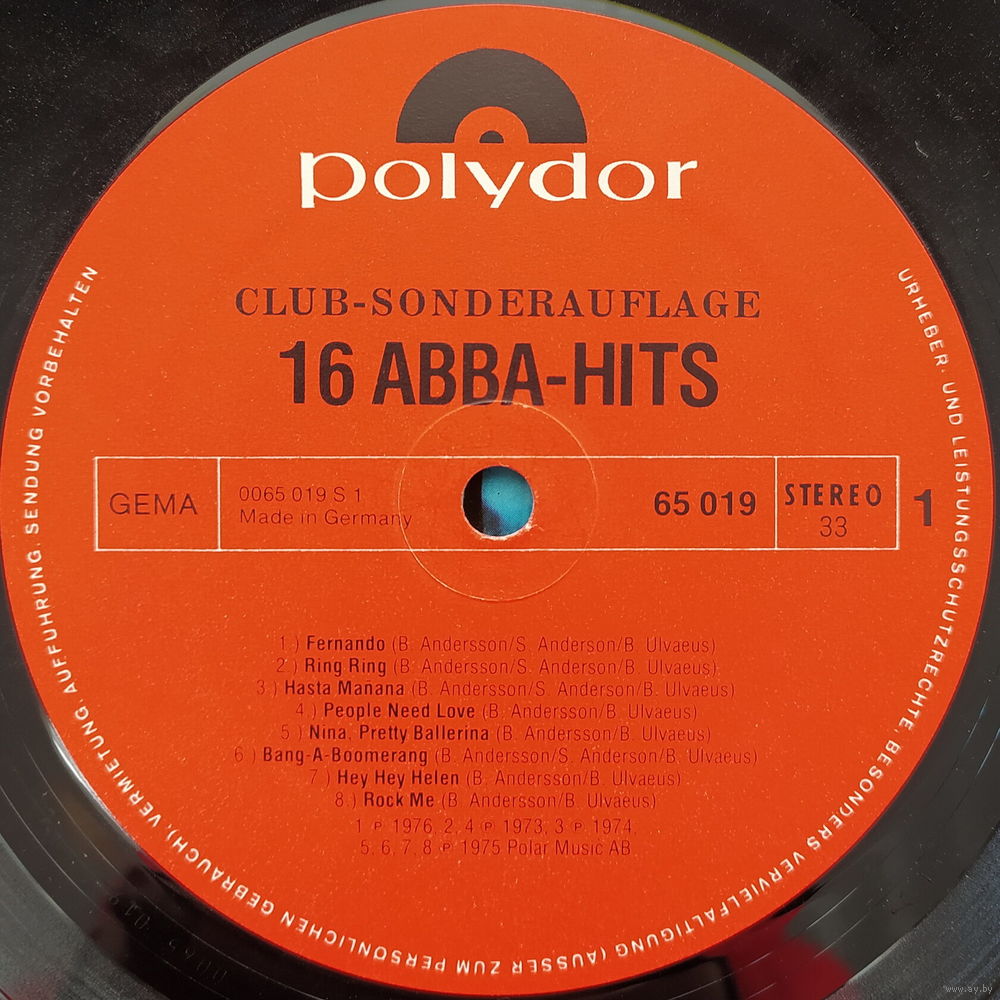 polydor
CLUB-SONDERAUFLAGE
16 ABBA-HITS
GEMA
0065 019 S 1
Made in Germany
65 019
STEREO
33
1
1.) Fernando (B. Andersson/S. Anderson/B. Ulvaeus)
2.) Ring Ring (B. Andersson/S. Anderson/B. Ulvaeus)
3.) Hasta Mañana (B. Andersson/S. Anderson/B. Ulvaeus)
4.) People Need Love (B. Andersson/B. Ulvaeus)
5.) Nina, Pretty Ballerina (B. Andersson/B. Ulvaeus)
6.) Bang-A-Boomerang (B. Andersson/S. Anderson/B. Ulvaeus)
7.) Hey Hey Helen (B. Andersson/B. Ulvaeus)
8.) Rock Me (B. Andersson/B. Ulvaeus)
1 ℗ 1976, 2, 4 ℗ 1973, 3 ℗ 1974,
5, 6, 7, 8 ℗ 1975 Polar Music AB
URHEBER- UND LEISTUNGSSCHUTZRECHTE, BESONDERS VERVIELFÄLTIGUNG (AUSSER ZUM PERSÖNLICHEN GEBRAUCH), VERMIETUNG, AUFFÜHRUNG, SENDUNG VORBEHALTEN
www.ay.by